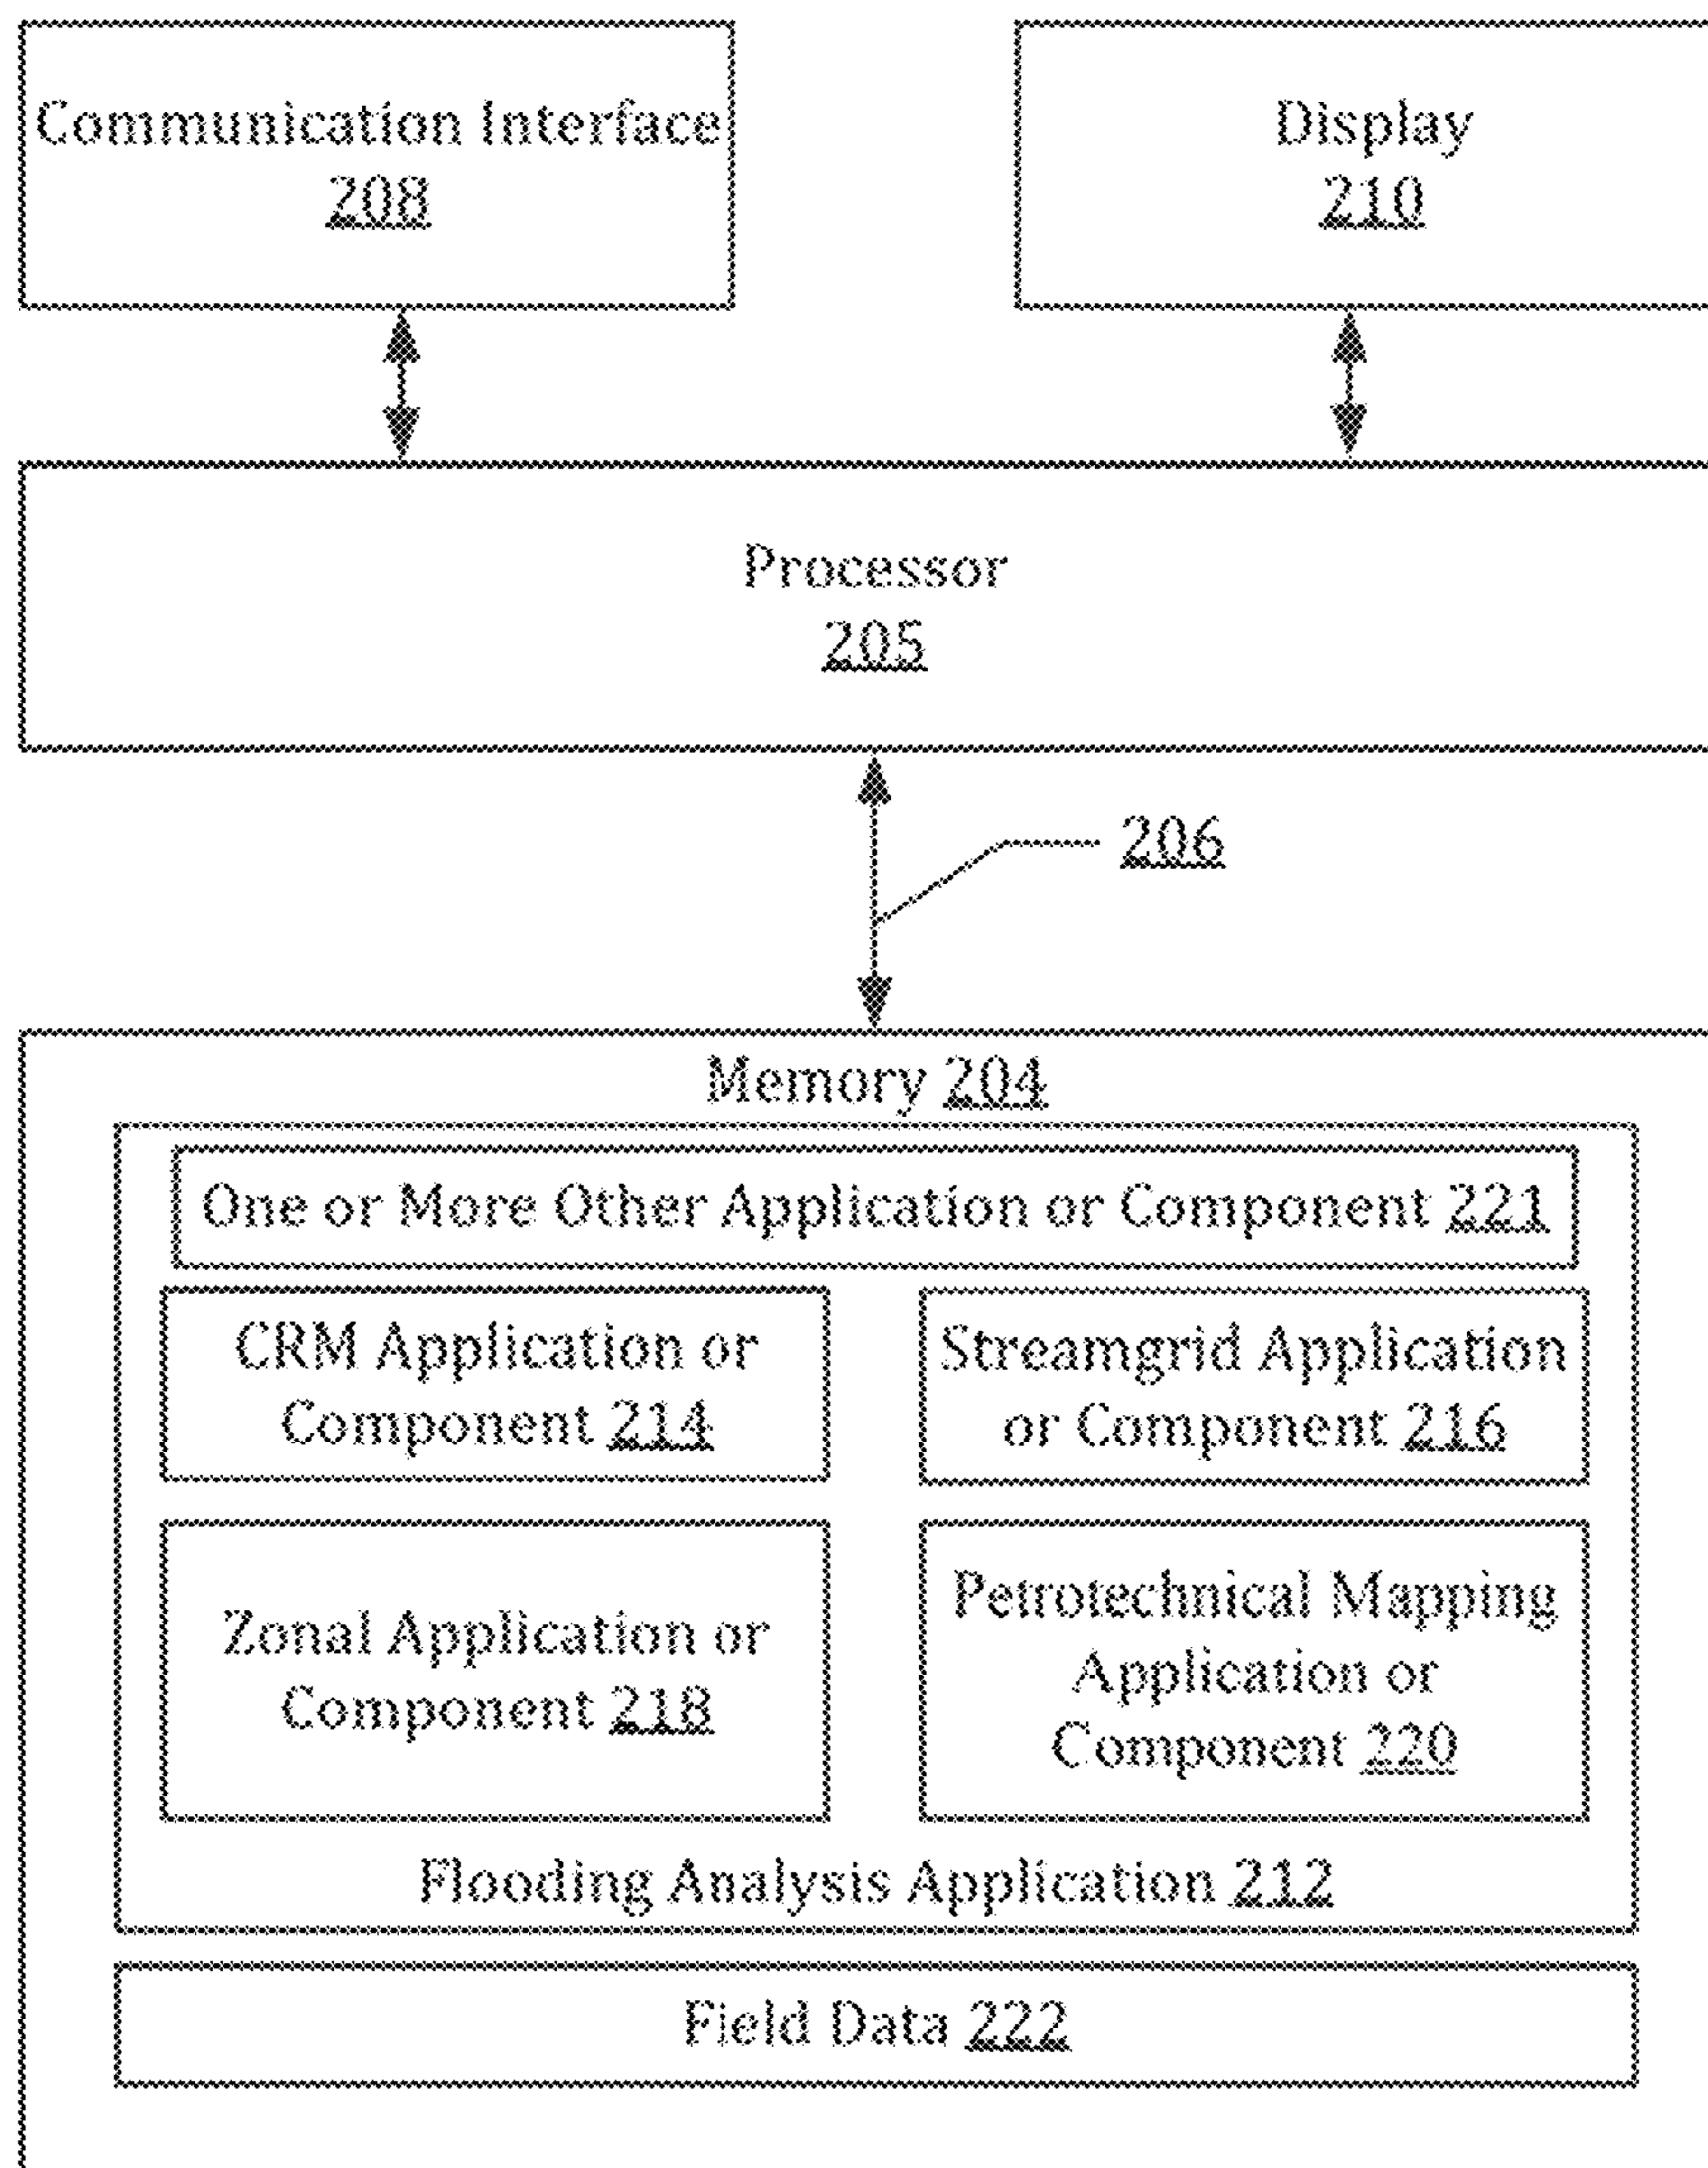 Communication Interface
208
Display
210
Processor
205
206
Memory 204
One or More Other Application or Component 221
CRM Application or
Component 214
Streamgrid Application
or Component 216
Zonal Application or
Component 218
Petrotechnical Mapping
Application or
Component 220
Flooding Analysis Application 212
Field Data 222